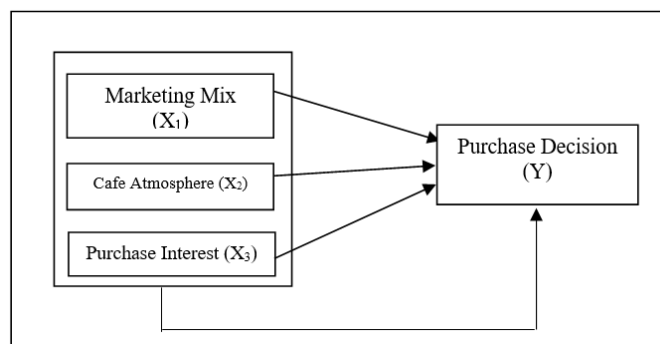 Marketing Mix
(X₁)
Cafe Atmosphere (X₂)
Purchase Interest (X₃)
Purchase Decision
(Y)